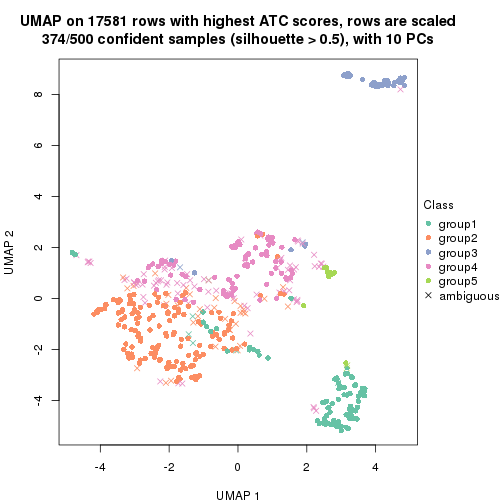 UMAP on 17581 rows with highest ATC scores, rows are scaled
374/500 confident samples (silhouette > 0.5), with 10 PCs
8
6
4
2
0
-2
-4
UMAP 2
-4
-2
0
2
4
UMAP 1
Class
group1
group2
group3
group4
group5
ambiguous